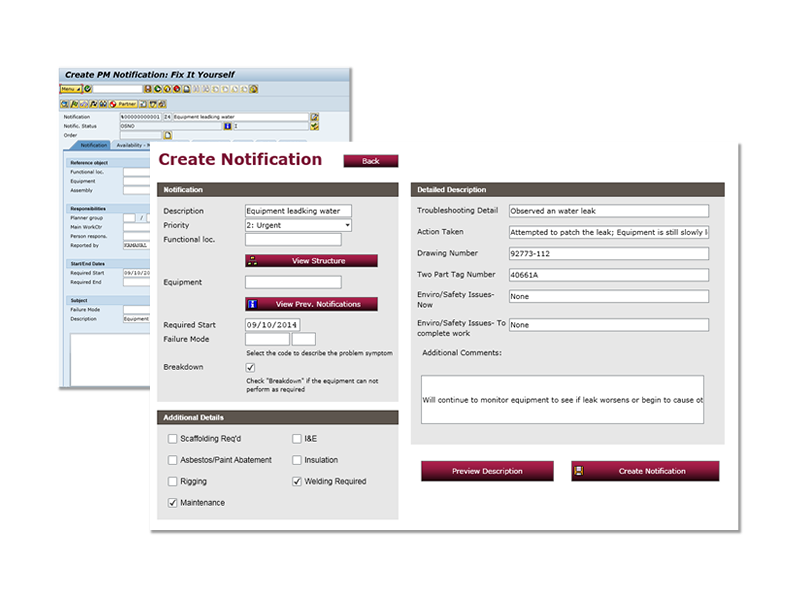 Create PM Notification: Fix It Yourself
Menu
Partner
Notification %00000000001 Z4 Equipment leadking water
Notific. Status OSNO
Order
Notification Availability
Reference object
Functional loc.
Equipment
Assembly
Responsibilities
Planner group /
Main WorkCtr
Person respons.
Reported by
Start/End Dates
Required Start 09/10/20
Required End
Subject
Failure Mode
Description Equipment
Create Notification
Back
Notification
Description Equipment leadking water
Priority 2: Urgent
Functional loc.
View Structure
Equipment
View Prev. Notifications
Required Start 09/10/2014
Failure Mode
Select the code to describe the problem symptom
Breakdown
Check "Breakdown" if the equipment can not
perform as required
Additional Details
Scaffolding Req'd I&E
Asbestos/Paint Abatement Insulation
Rigging Welding Required
Maintenance
Detailed Description
Troubleshooting Detail Observed an water leak
Action Taken Attempted to patch the leak; Equipment is still slowly l
Drawing Number 92773-112
Two Part Tag Number 40661A
Enviro/Safety Issues- None
Now
Enviro/Safety Issues- To None
complete work
Additional Comments:
Will continue to monitor equipment to see if leak worsens or begin to cause ot
Preview Description
Create Notification